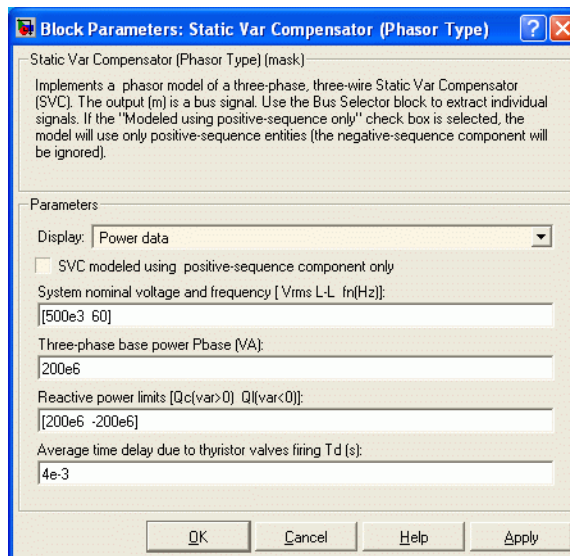 Block Parameters: Static Var Compensator (Phasor Type)
Static Var Compensator (Phasor Type) (mask)
Implements a phasor model of a three-phase, three-wire Static Var Compensator
(SVC). The output (m) is a bus signal. Use the Bus Selector block to extract individual
signals. If the "Modeled using positive-sequence only" check box is selected, the
model will use only positive-sequence entities (the negative-sequence component will
be ignored).
Parameters
Display: Power data
SVC modeled using positive-sequence component only
System nominal voltage and frequency [ Vrms L-L fn(Hz)]:
[500e3 60]
Three-phase base power Pbase (VA):
200e6
Reactive power limits [Qc(var>0) Ql(var<0)]:
[200e6 -200e6]
Average time delay due to thyristor valves firing Td (s):
4e-3
OK Cancel Help Apply